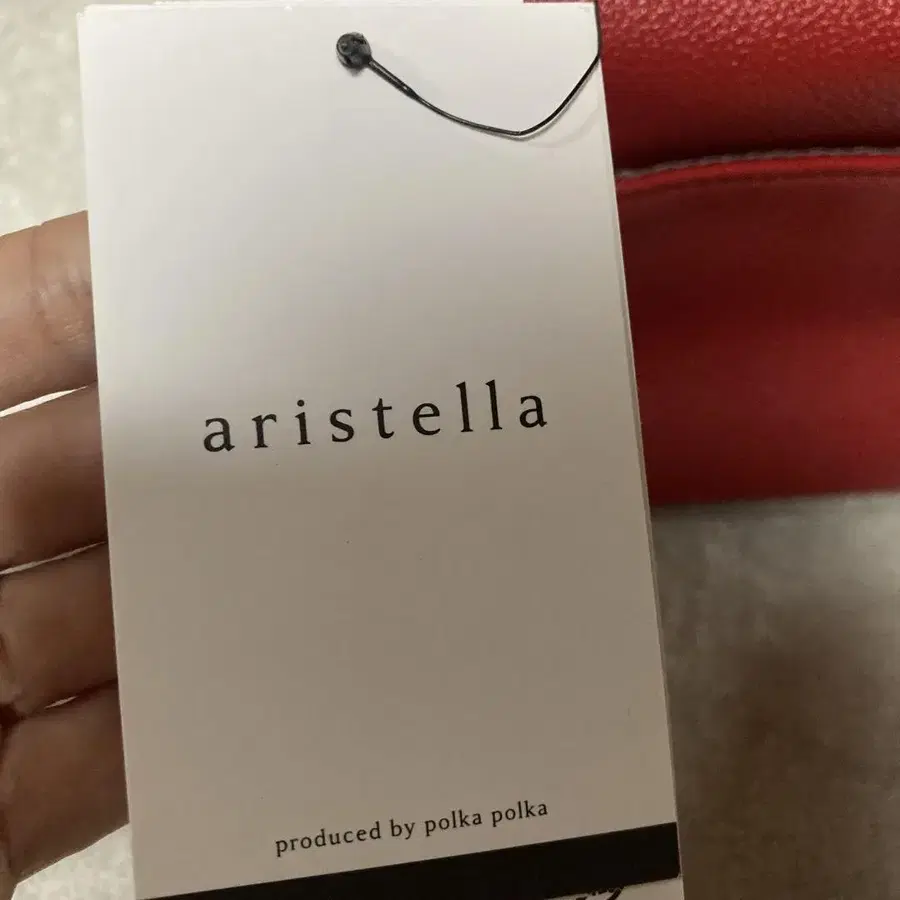 aristella
produced by polka polka